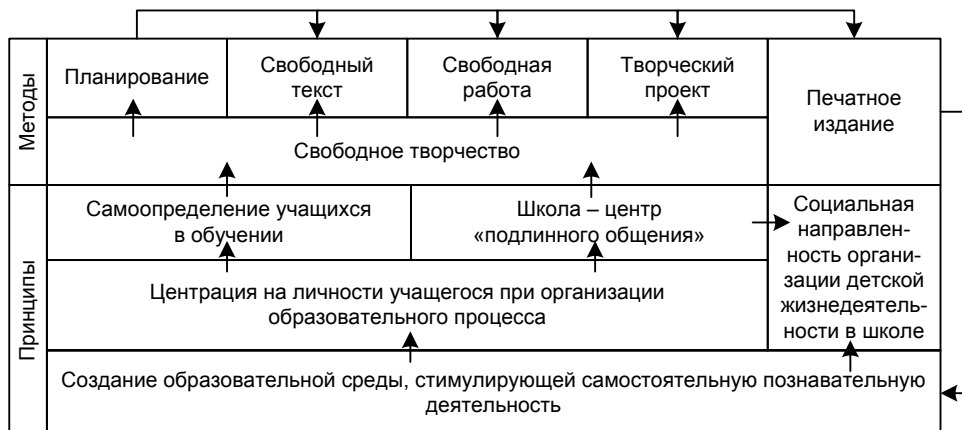 Методы
Планирование
Свободный
текст
Свободная
работа
Творческий
проект
Печатное
издание
Свободное творчество
Принципы
Самоопределение учащихся
в обучении
Школа – центр
«подлинного общения»
Социальная
направлен-
ность органи-
зации детской
жизнедеятель-
ности в школе
Центрация на личности учащегося при организации
образовательного процесса
Создание образовательной среды, стимулирующей самостоятельную познавательную
деятельность